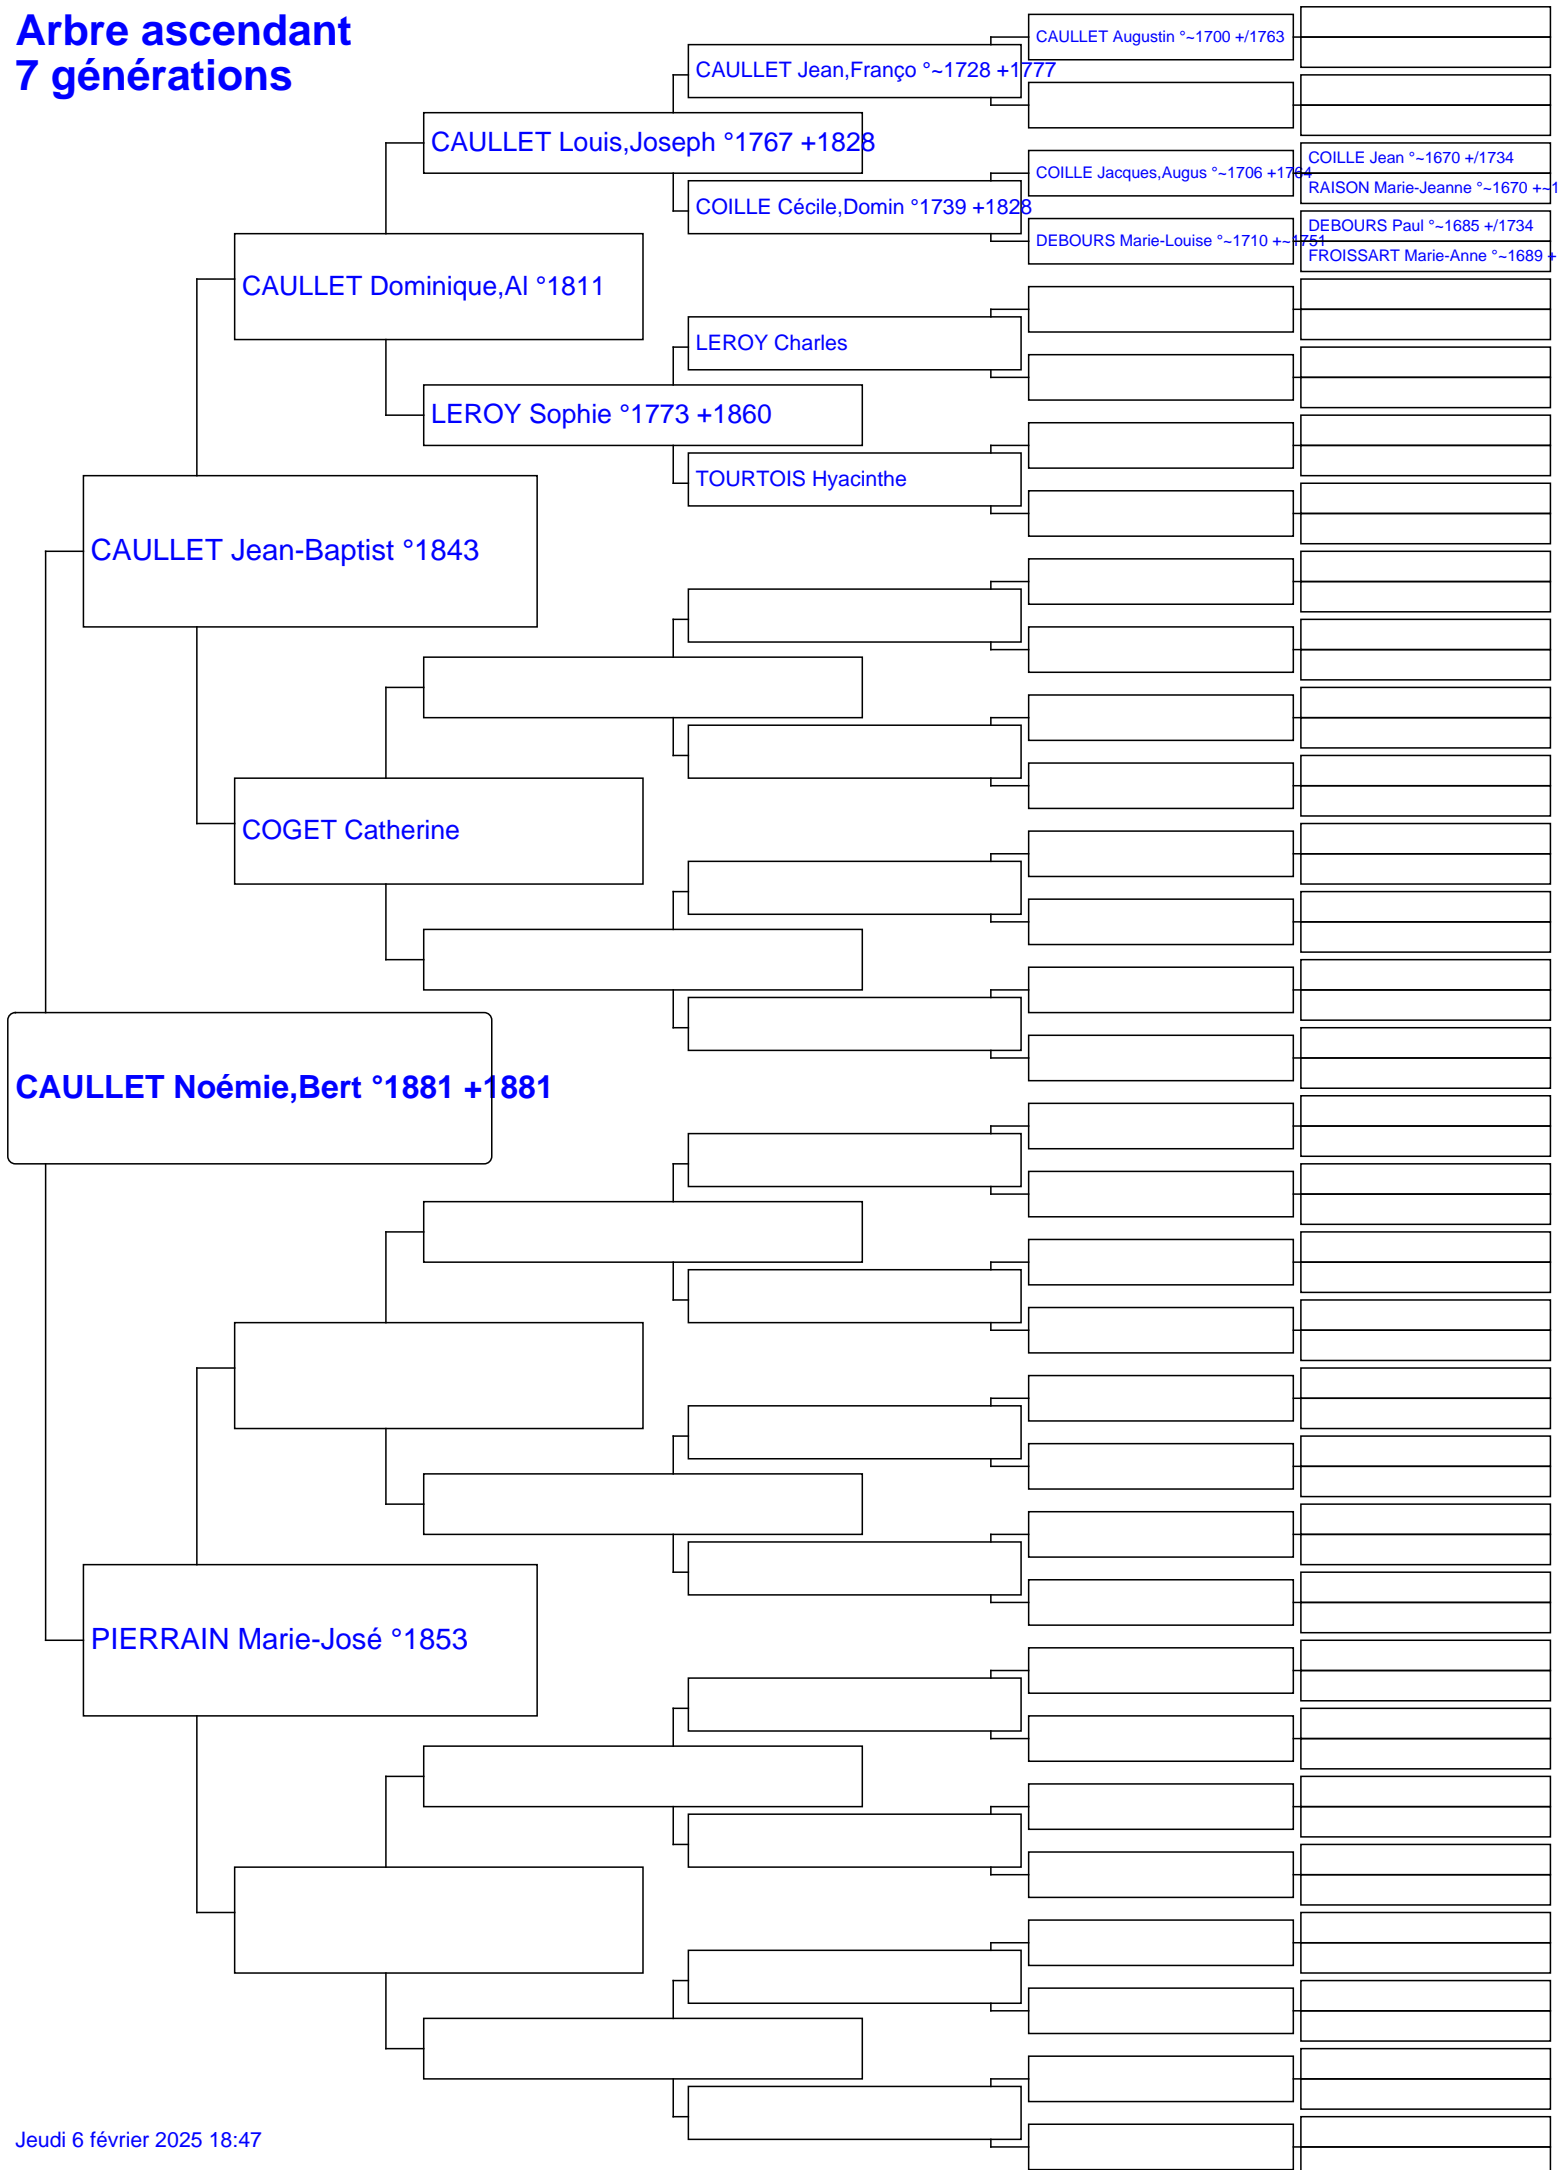 Arbre ascendant
7 générations
CAULLET Augustin °~1700 +/1763
CAULLET Jean,Franço °~1728 +1777
CAULLET Louis,Joseph °1767 +1828
COILLE Jean °~1670 +/1734
COILLE Jacques,Augus °~1706 +1764
RAISON Marie-Jeanne °~1670 +~1
COILLE Cécile,Domin °1739 +1828
DEBOURS Paul °~1685 +/1734
DEBOURS Marie-Louise °~1710 +~1751
FROISSART Marie-Anne °~1689 +
CAULLET Dominique,Al °1811
LEROY Charles
LEROY Sophie °1773 +1860
TOURTOIS Hyacinthe
CAULLET Jean-Baptist °1843
COGET Catherine
CAULLET Noémie,Bert °1881 +1881
PIERRAIN Marie-José °1853
Jeudi 6 février 2025 18:47